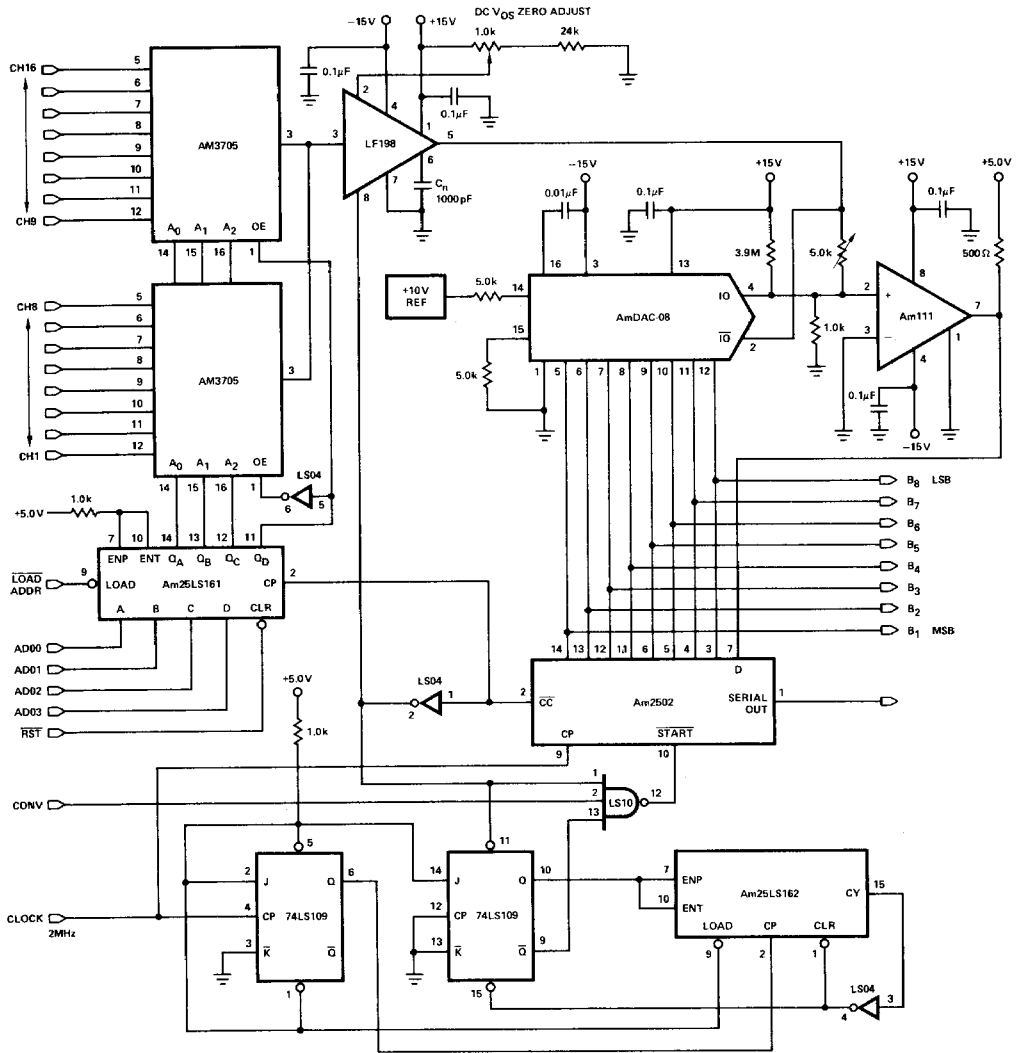 DC VOS ZERO ADJUST
-15V
+15V
1.0k
24k
0.1µF
0.1µF
CH16
5
6
7
8
9
10
11
12
CH9
AM3705
A0 A1 A2 OE
14 15 16 1
3
3
2
4
1
5
LF198
6
7
8
Cn
1000pF
CH8
5
6
7
8
9
10
11
12
CH1
AM3705
3
A0 A1 A2 OE
14 15 16 1
LS04
6 5
-15V
+15V
+15V
+5.0V
0.01µF
0.1µF
0.1µF
3.9M
5.0k
500Ω
16 3 13
+10V
REF
5.0k
14
15
5.0k
AmDAC-08
IO
4
IO
2
1.0k
1 5 6 7 8 9 10 11 12
2
+
3
-
8
Am111
7
1
4
0.1µF
-15V
+5.0V
1.0k
7 10 14 13 12 11
ENP ENT QA QB QC QD
LOAD
ADDR
9
LOAD
Am25LS161
CP
2
A B C D CLR
AD00
AD01
AD02
AD03
RST
B8 LSB
B7
B6
B5
B4
B3
B2
B1 MSB
14 13 12 11 6 5 4 3 7
D
2
CC
Am2502
SERIAL
OUT
1
CP
START
9
10
LS04
2
1
+5.0V
1.0k
CONV
1
2
13
LS10
12
CLOCK
2MHz
5
2
J
Q
6
4
CP
74LS109
3
K
Q
1
11
14
J
Q
10
12
CP
74LS109
13
K
Q
9
15
7
ENP
10
ENT
Am25LS162
CY
15
LOAD CP CLR
9 2 1
LS04
4
3